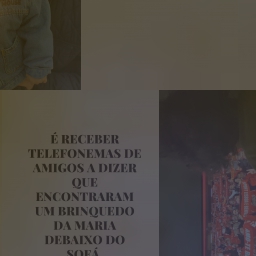 É RECEBER
TELEFONEMAS DE
AMIGOS A DIZER
QUE
ENCONTRARAM
UM BRINQUEDO
DA MARIA
DEBAIXO DO
SOFÁ